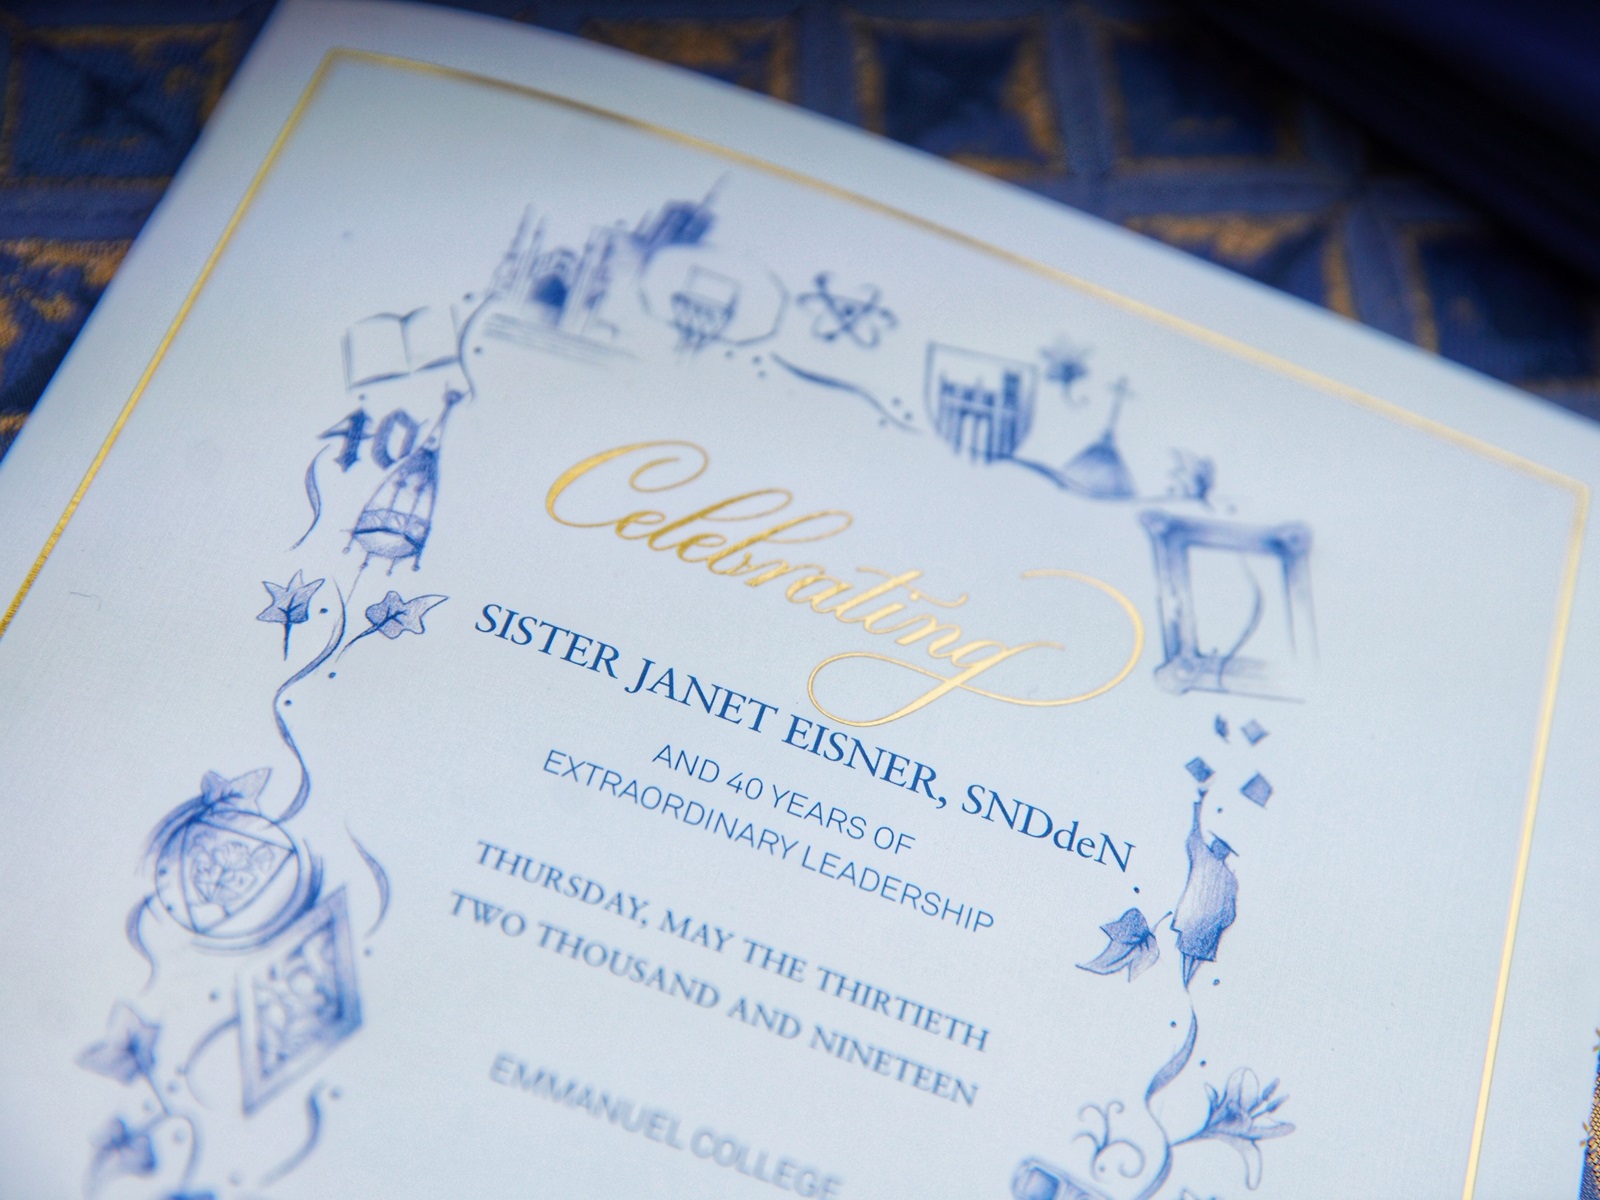 40
Celebrating
SISTER JANET EISNER, SNDdeN
AND 40 YEARS OF
EXTRAORDINARY LEADERSHIP
THURSDAY, MAY THE THIRTIETH
TWO THOUSAND AND NINETEEN
EMMANUEL COLLEGE